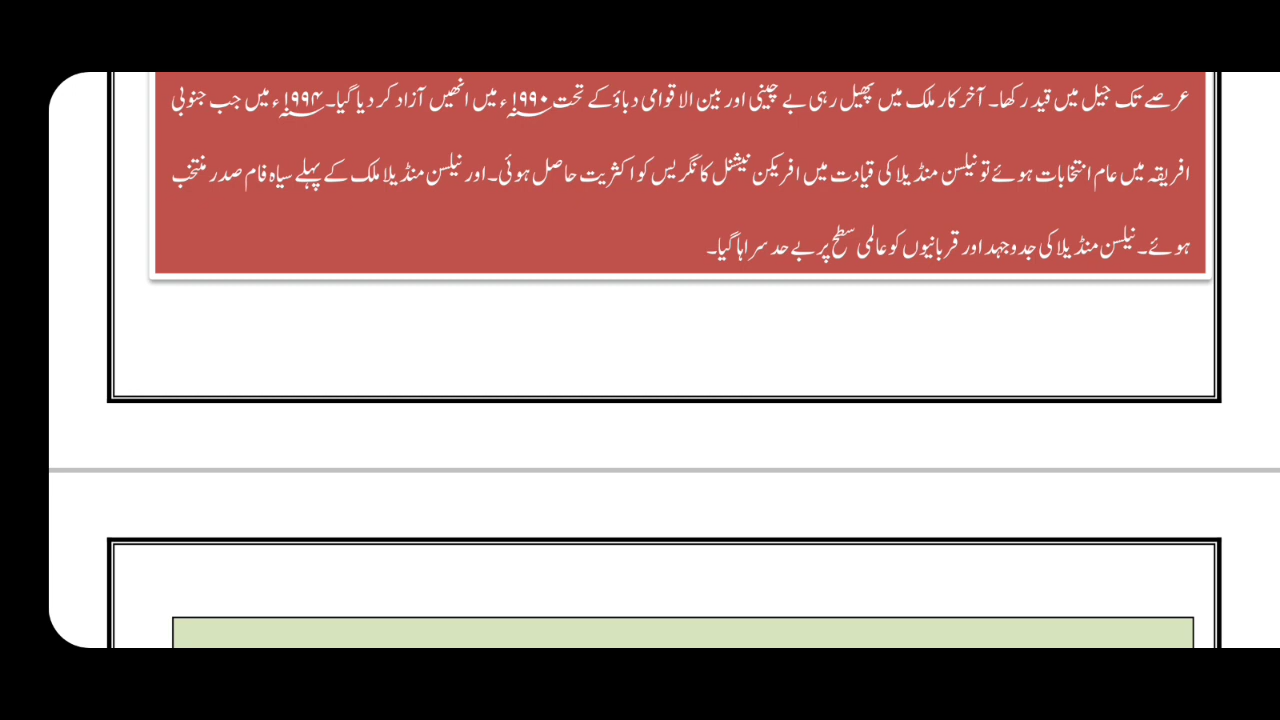 عرصے تک جیل میں قید رکھا۔ آخر کار ملک میں پھیل رہی بے چینی اور بین الاقوامی دباؤ کے تحت ۱۹۹۰؁ء میں انھیں آزاد کر دیا گیا۔ ۱۹۹۴؁ء میں جب جنوبی
افریقہ میں عام انتخابات ہوئے تو نیلسن منڈیلا کی قیادت میں افریکن نیشنل کانگریس کو اکثریت حاصل ہوئی۔ اور نیلسن منڈیلا ملک کے پہلے سیاہ فام صدر منتخب
ہوئے۔ نیلسن منڈیلا کی جدوجہد اور قربانیوں کو عالمی سطح پر بے حد سراہا گیا۔